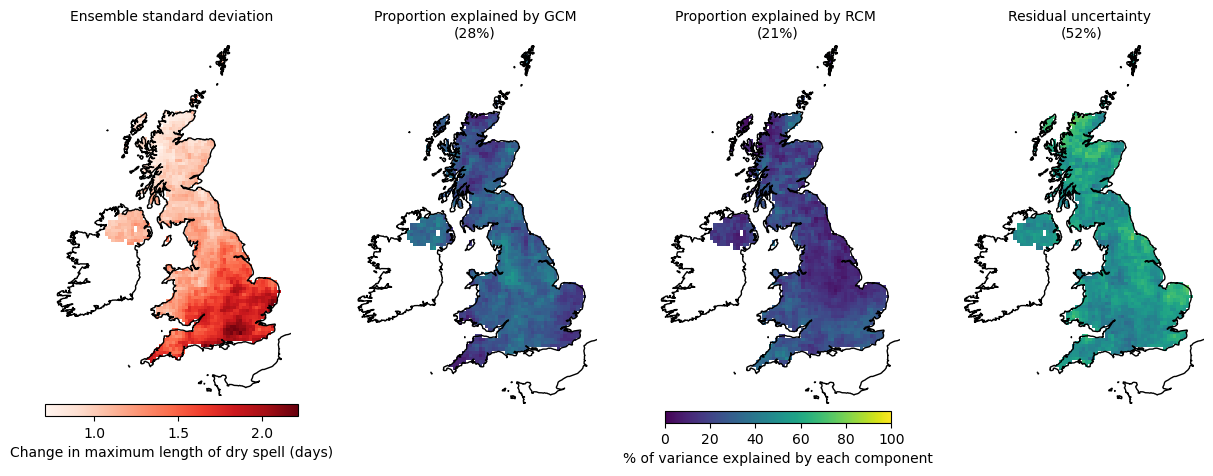 Ensemble standard deviation
Proportion explained by GCM
(28%)
Proportion explained by RCM
(21%)
Residual uncertainty
(52%)
1.0 1.5 2.0
Change in maximum length of dry spell (days)
0 20 40 60 80 100
% of variance explained by each component